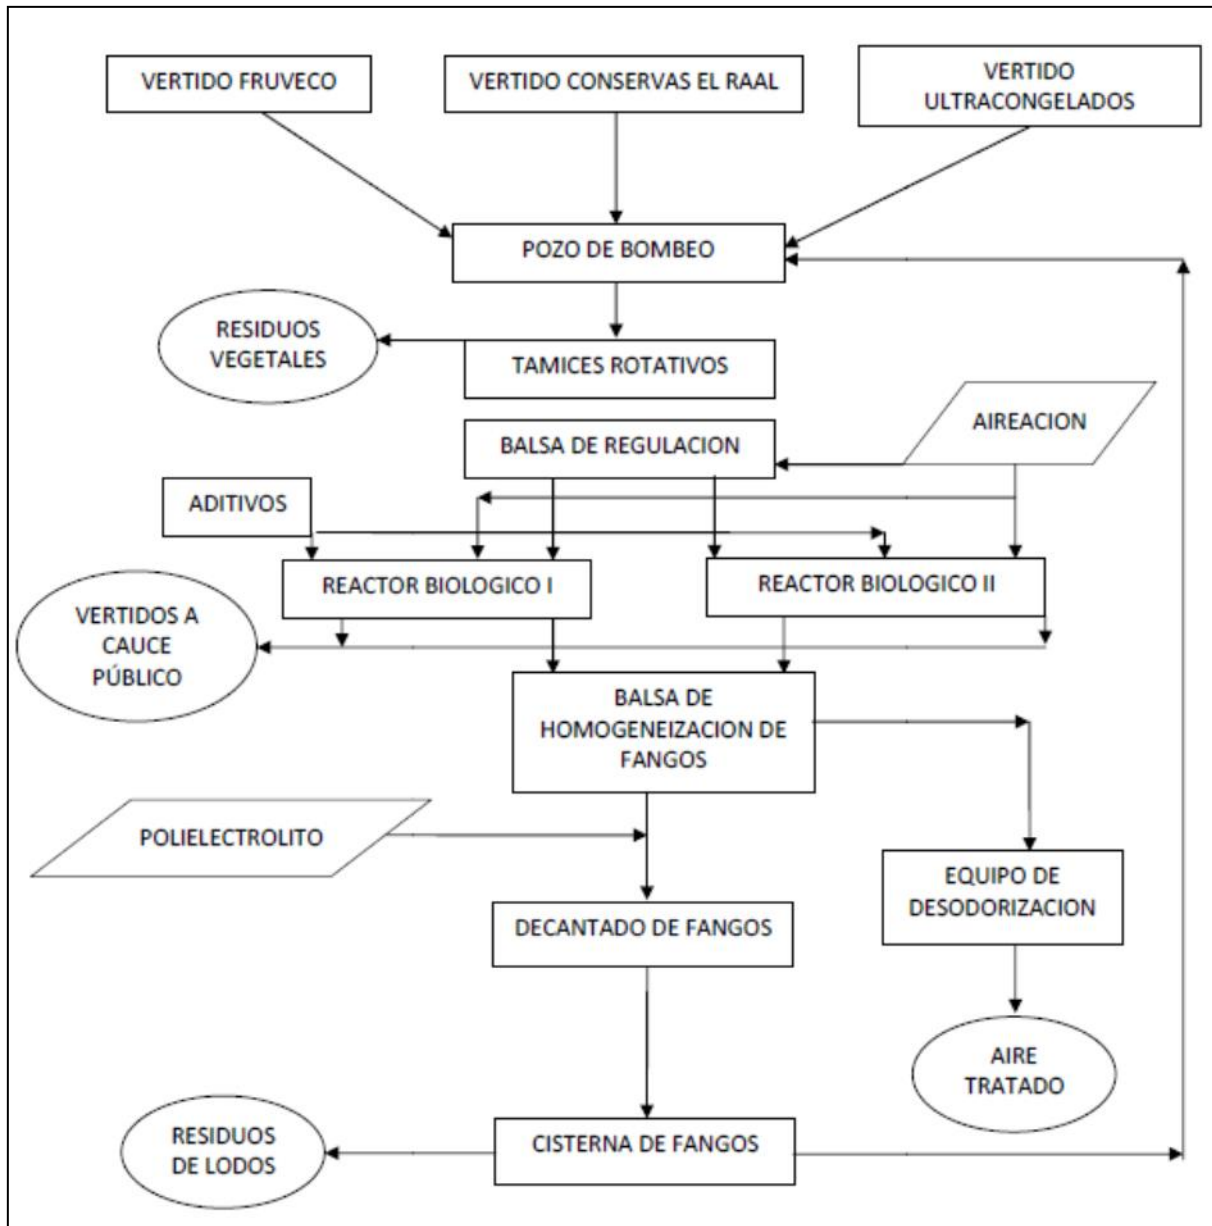 VERTIDO FRUVECO
VERTIDO CONSERVAS EL RAAL
VERTIDO
ULTRACONGELADOS
POZO DE BOMBEO
RESIDUOS
VEGETALES
TAMICES ROTATIVOS
AIREACION
BALSA DE REGULACION
ADITIVOS
REACTOR BIOLOGICO I
REACTOR BIOLOGICO II
VERTIDOS A
CAUCE
PÚBLICO
BALSA DE
HOMOGENEIZACION DE
FANGOS
POLIELECTROLITO
EQUIPO DE
DESODORIZACION
DECANTADO DE FANGOS
AIRE
TRATADO
RESIDUOS
DE LODOS
CISTERNA DE FANGOS